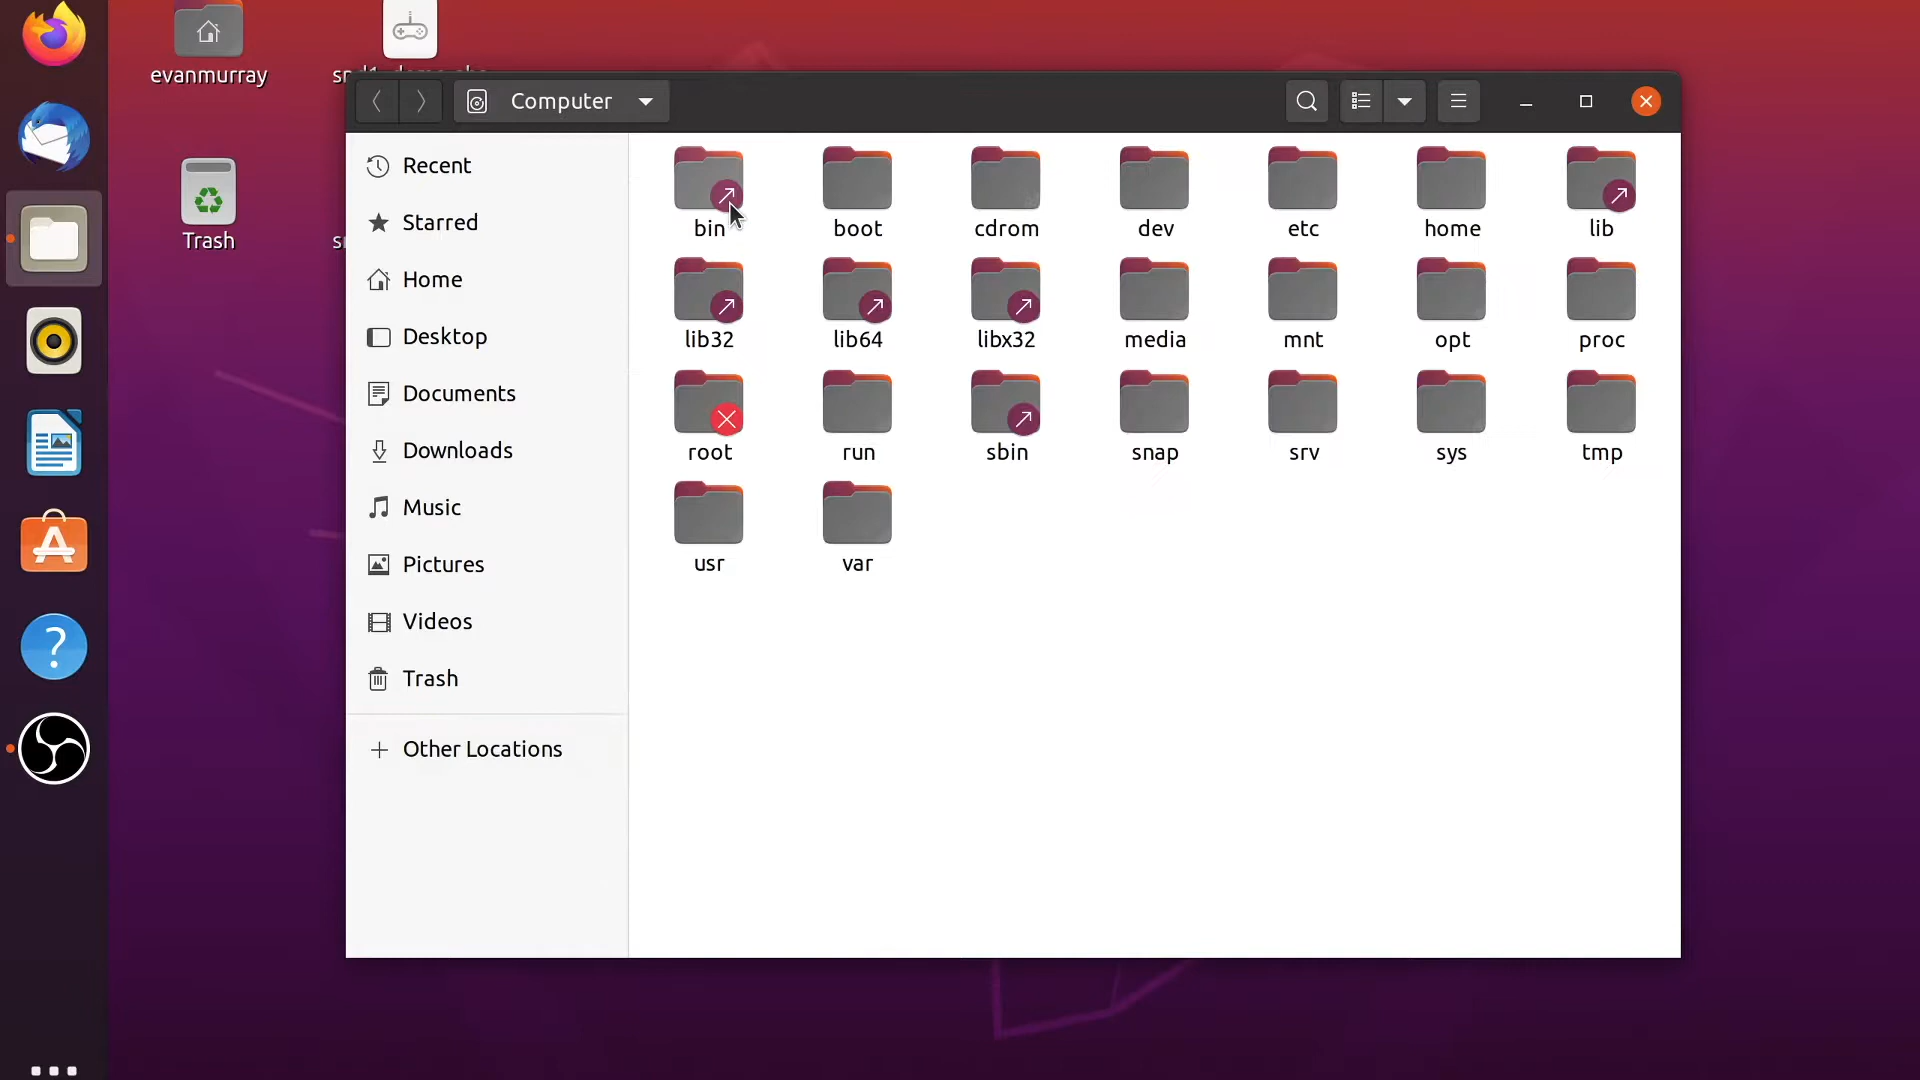 evanmurray
Trash
Computer
Recent
Starred
Home
Desktop
Documents
Downloads
Music
Pictures
Videos
Trash
Other Locations
bin boot cdrom dev etc home lib
lib32 lib64 libx32 media mnt opt proc
root run sbin snap srv sys tmp
usr var